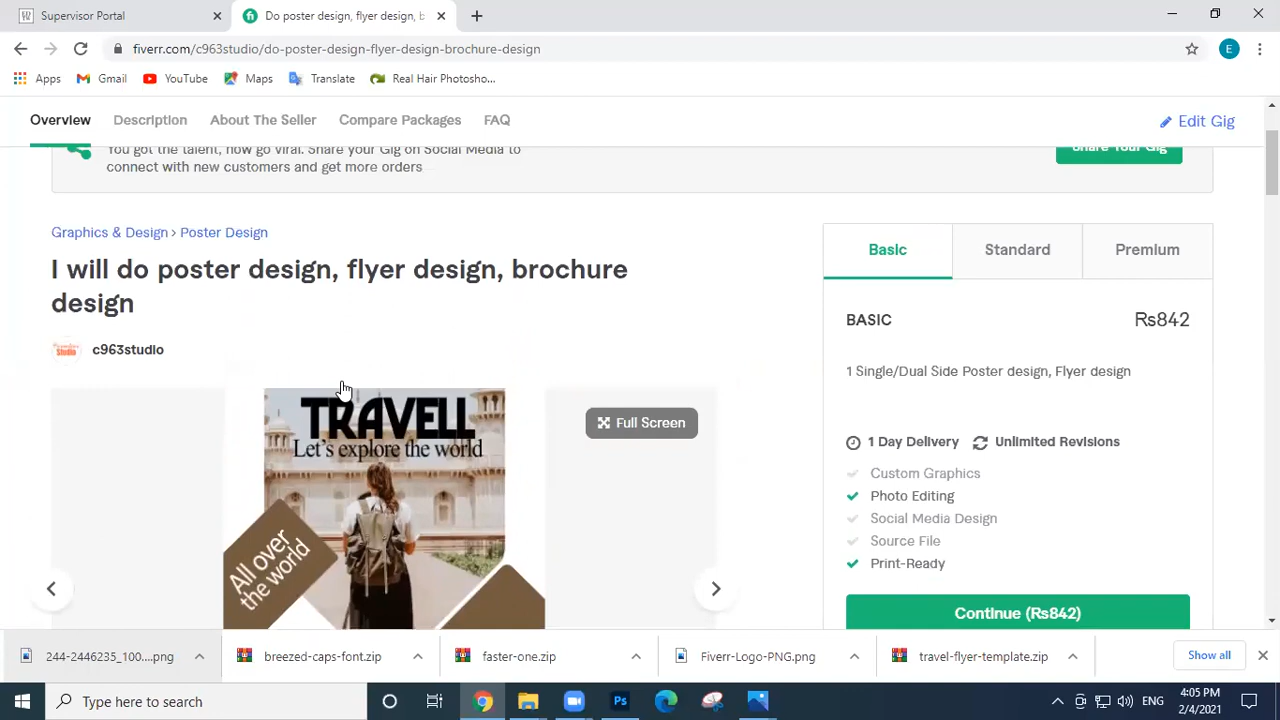 Supervisor Portal
Do poster design, flyer design, b
fiverr.com/c963studio/do-poster-design-flyer-design-brochure-design
E
Apps
Gmail
YouTube
Maps
Translate
Real Hair Photosho...
Overview
Description
About The Seller
Compare Packages
FAQ
Edit Gig
You got the talent, now go viral. Share your Gig on Social Media to
connect with new customers and get more orders
Share Your Gig
Graphics & Design › Poster Design
I will do poster design, flyer design, brochure
design
Studio
c963studio
TRAVELL
Let's explore the world
All over
the world
Full Screen
Basic
Standard
Premium
BASIC
Rs842
1 Single/Dual Side Poster design, Flyer design
1 Day Delivery
Unlimited Revisions
Custom Graphics
Photo Editing
Social Media Design
Source File
Print-Ready
Continue (Rs842)
244-2446235_100....png
breezed-caps-font.zip
faster-one.zip
Fiverr-Logo-PNG.png
travel-flyer-template.zip
Show all
Type here to search
Ps
ENG
4:05 PM
2/4/2021